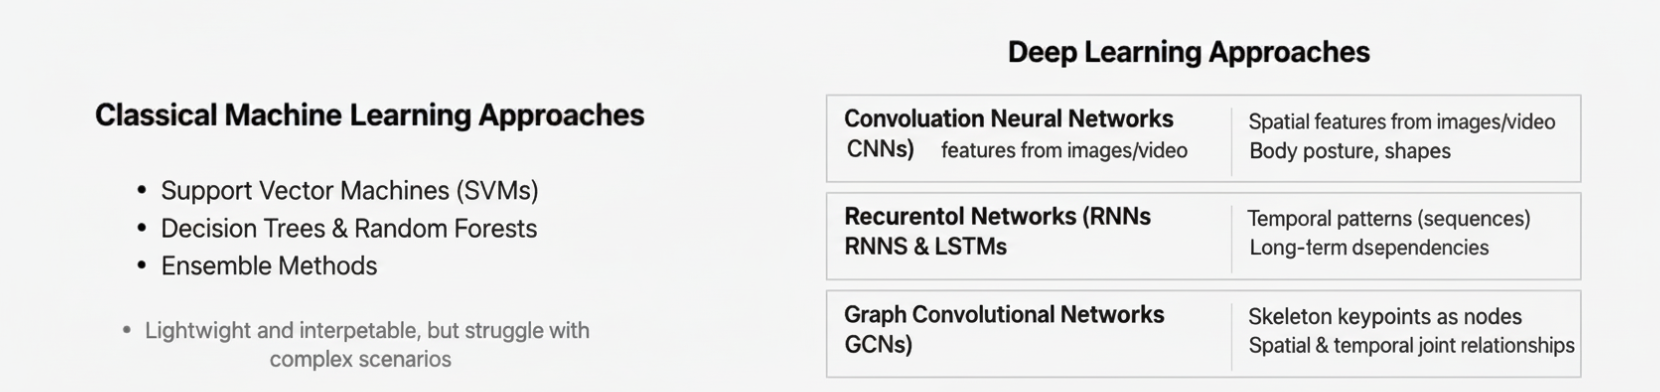 Classical Machine Learning Approaches
• Support Vector Machines (SVMs)
• Decision Trees & Random Forests
• Ensemble Methods
• Lightwight and interpetable, but struggle with
complex scenarios
Deep Learning Approaches
Convoluation Neural Networks
CNNs) features from images/video
Spatial features from images/video
Body posture, shapes
Recurentol Networks (RNNs
RNNS & LSTMs
Temporal patterns (sequences)
Long-term dsependencies
Graph Convolutional Networks
GCNs)
Skeleton keypoints as nodes
Spatial & temporal joint relationships